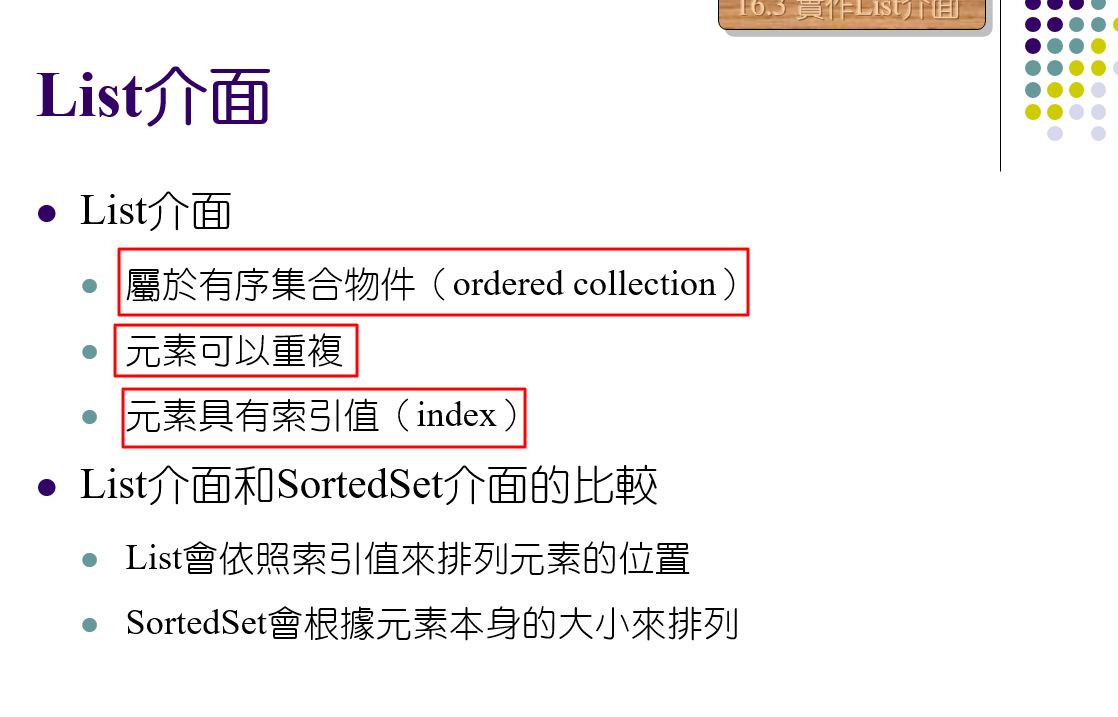 16.3 實作List介面
List介面
List介面
屬於有序集合物件（ordered collection）
元素可以重複
元素具有索引值（index）
List介面和SortedSet介面的比較
List會依照索引值來排列元素的位置
SortedSet會根據元素本身的大小來排列